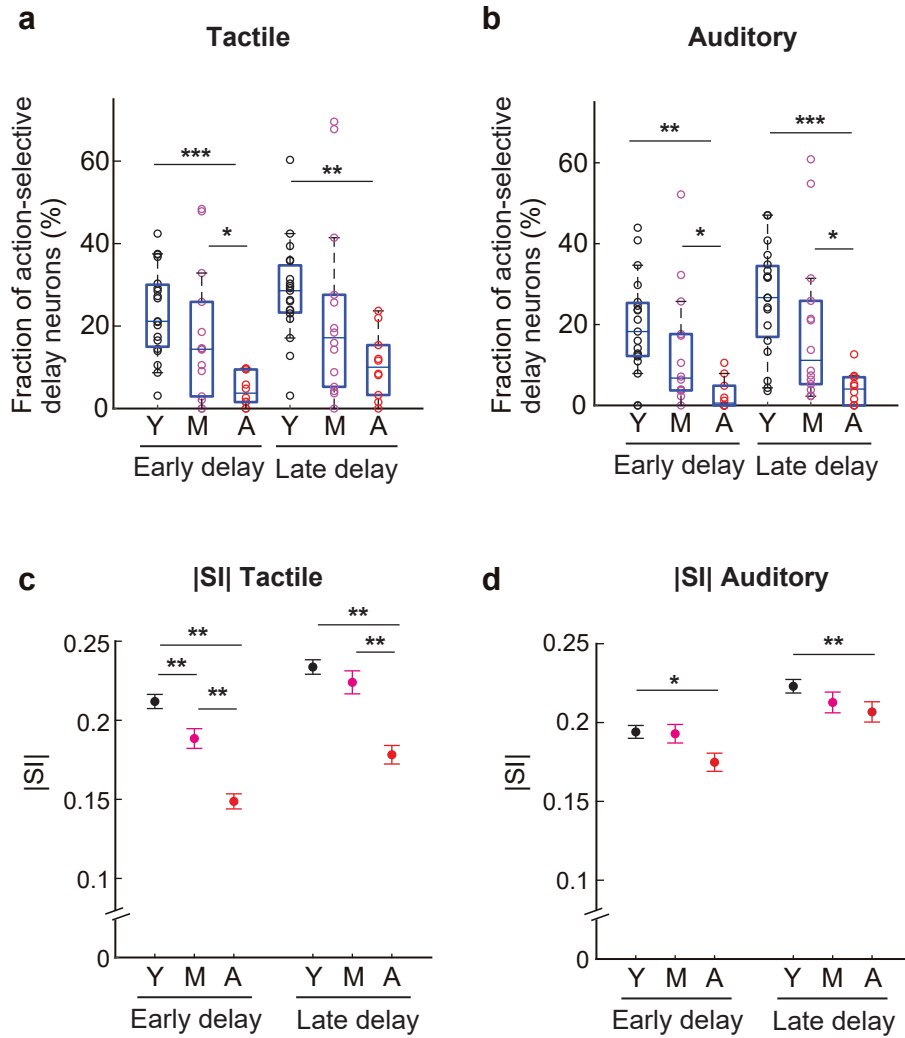 a
Tactile
Fraction of action-selective
delay neurons (%)
60
40
20
0
***
*
**
Y M A Y M A
Early delay Late delay
b
Auditory
Fraction of action-selective
delay neurons (%)
60
40
20
0
**
*
***
*
Y M A Y M A
Early delay Late delay
c
|SI| Tactile
|SI|
0.25
0.2
0.15
0.1
0
**
**
**
**
**
Y M A Y M A
Early delay Late delay
d
|SI| Auditory
|SI|
0.25
0.2
0.15
0.1
0
*
**
Y M A Y M A
Early delay Late delay